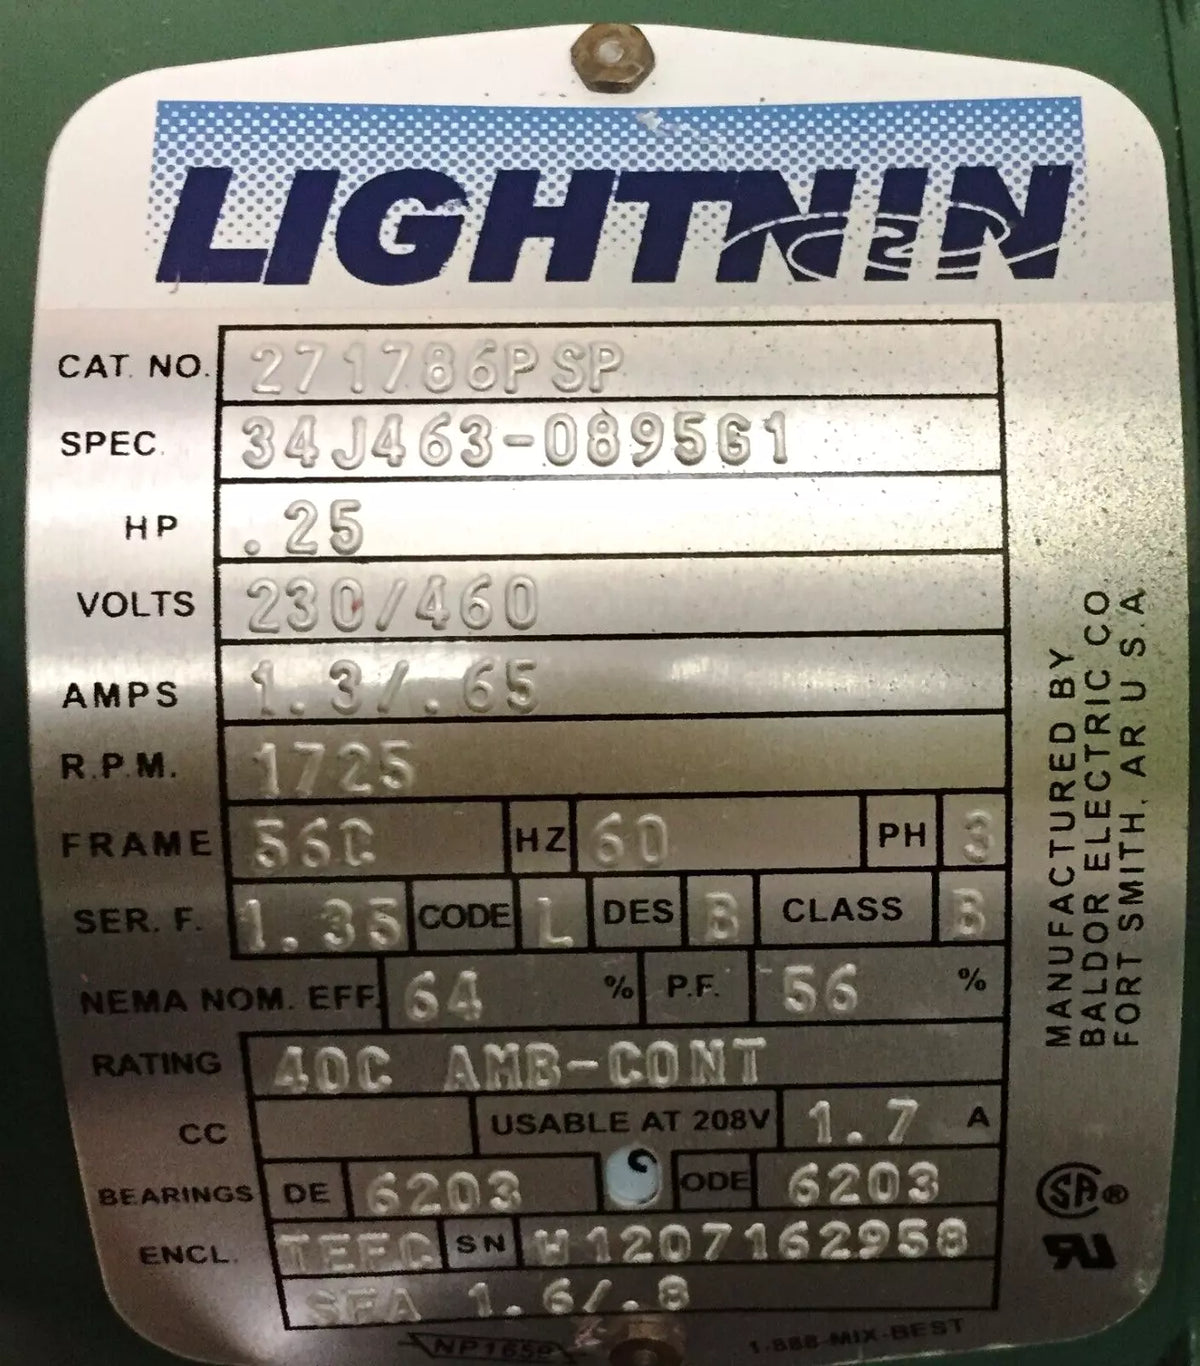 LIGHTNIN
CAT. NO. 271786PSP
SPEC. 34J463-0895G1
HP .25
VOLTS 230/460
AMPS 1.3/.65
R.P.M. 1725
FRAME 56C HZ 60 PH 3
SER. F. 1.35 CODE L DES B CLASS B
NEMA NOM. EFF. 64 % P.F. 56 %
RATING 40C AMB-CONT
CC USABLE AT 208V 1.7 A
BEARINGS DE 6203 ODE 6203
ENCL. TEFC SN W1207162958
SFA 1.6/.8
1-888-MIX-BEST
MANUFACTURED BY
BALDOR ELECTRIC CO.
FORT SMITH, AR U.S.A.
SA®